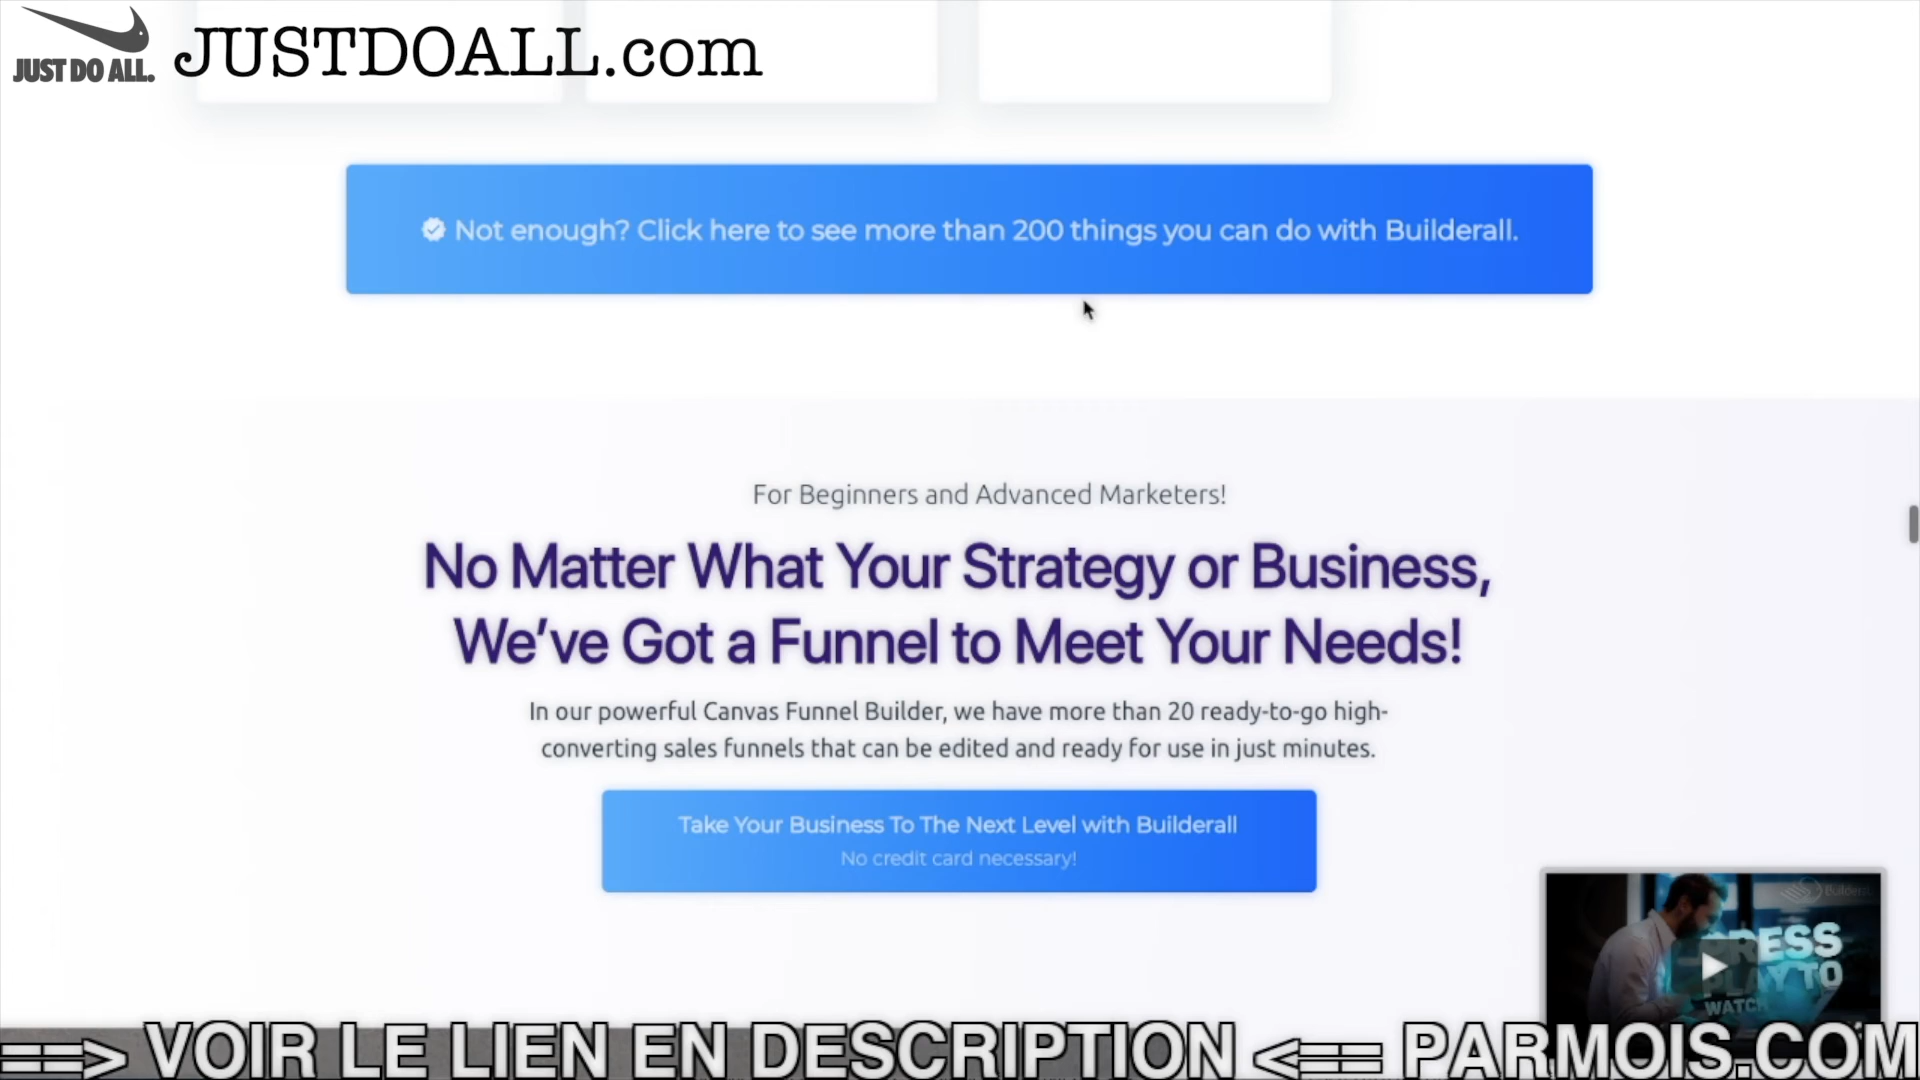 JUST DO ALL.
JUSTDOALL.com
Not enough? Click here to see more than 200 things you can do with Builderall.
For Beginners and Advanced Marketers!
No Matter What Your Strategy or Business,
We've Got a Funnel to Meet Your Needs!
In our powerful Canvas Funnel Builder, we have more than 20 ready-to-go high-
converting sales funnels that can be edited and ready for use in just minutes.
Take Your Business To The Next Level with Builderall
No credit card necessary!
PRESS
PLAY TO
WATCH
==> VOIR LE LIEN EN DESCRIPTION <== PARMOIS.COM